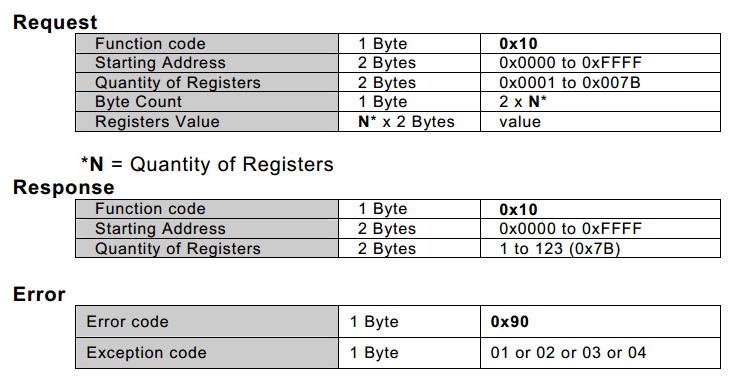 Request
Function code 1 Byte 0x10
Starting Address 2 Bytes 0x0000 to 0xFFFF
Quantity of Registers 2 Bytes 0x0001 to 0x007B
Byte Count 1 Byte 2 x N*
Registers Value N* x 2 Bytes value
*N = Quantity of Registers
Response
Function code 1 Byte 0x10
Starting Address 2 Bytes 0x0000 to 0xFFFF
Quantity of Registers 2 Bytes 1 to 123 (0x7B)
Error
Error code 1 Byte 0x90
Exception code 1 Byte 01 or 02 or 03 or 04